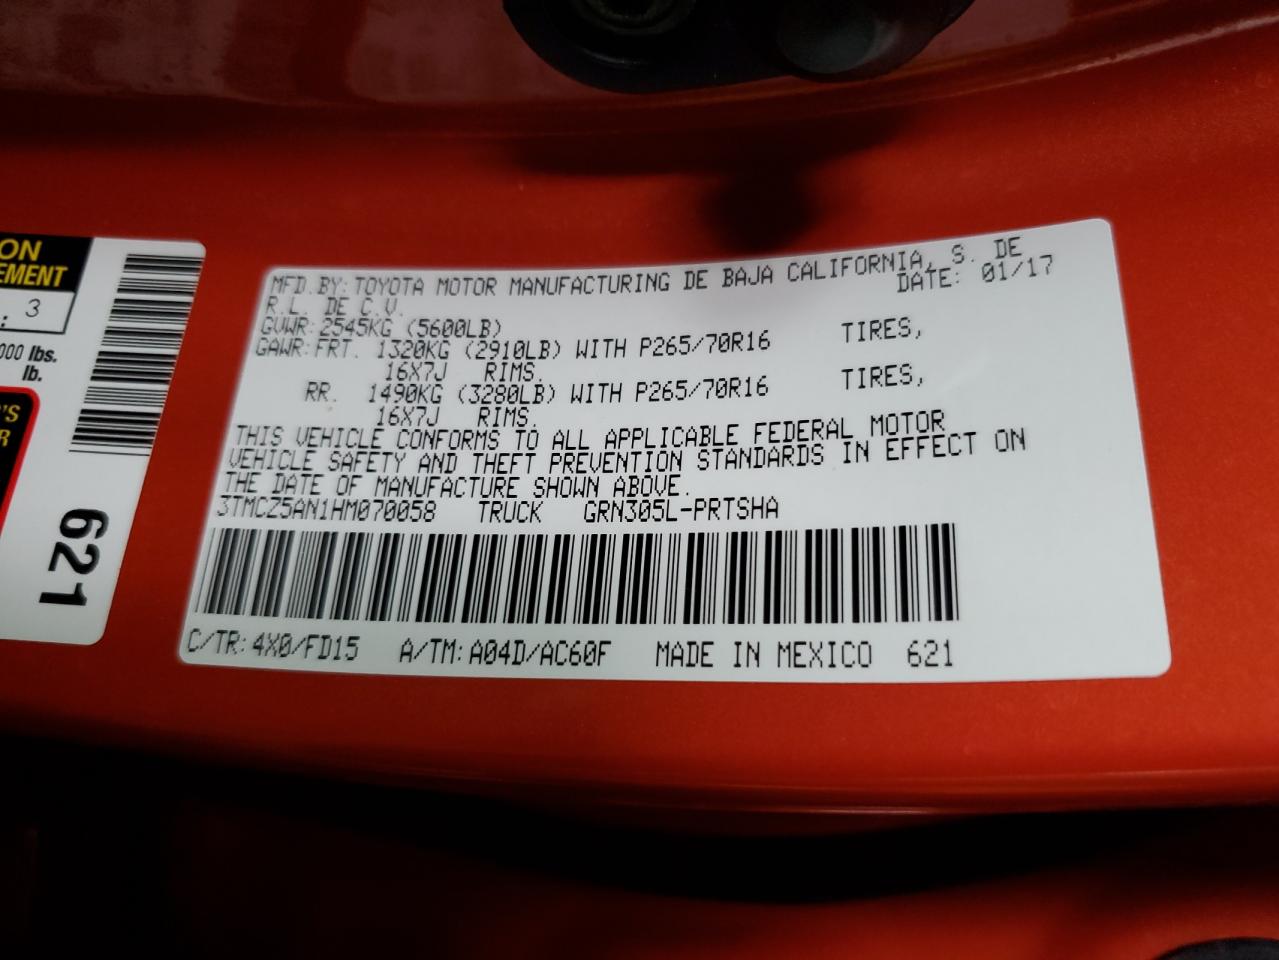 ON
EMENT
: 3
000 lbs.
lb.
'S
R
621
MFD.BY:TOYOTA MOTOR MANUFACTURING DE BAJA CALIFORNIA, S. DE
R.L. DE C.V. DATE: 01/17
GVWR:2545KG (5600LB)
GAWR:FRT. 1320KG (2910LB) WITH P265/70R16 TIRES,
16X7J RIMS.
RR. 1490KG (3280LB) WITH P265/70R16 TIRES,
16X7J RIMS.
THIS VEHICLE CONFORMS TO ALL APPLICABLE FEDERAL MOTOR
VEHICLE SAFETY AND THEFT PREVENTION STANDARDS IN EFFECT ON
THE DATE OF MANUFACTURE SHOWN ABOVE.
3TMCZ5AN1HM070058 TRUCK GRN305L-PRTSHA
C/TR:4X0/FD15 A/TM:A04D/AC60F MADE IN MEXICO 621